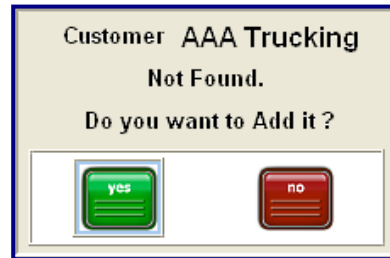 Customer AAA Trucking
Not Found.
Do you want to Add it ?
yes no